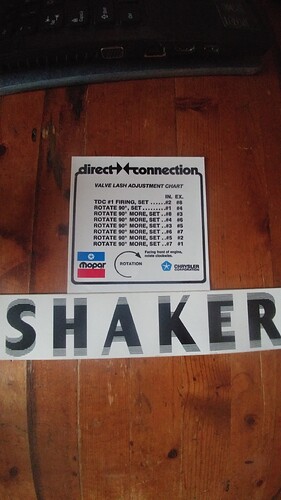 direct connection
VALVE LASH ADJUSTMENT CHART
IN. EX.
TDC #1 FIRING, SET ......#2 #8
ROTATE 90°, SET .........#1 #4
ROTATE 90° MORE, SET ...#8 #3
ROTATE 90° MORE, SET ..#4 #6
ROTATE 90° MORE, SET ..#3 #5
ROTATE 90° MORE, SET ..#6 #7
ROTATE 90° MORE, SET ..#5 #2
ROTATE 90° MORE, SET ..#7 #1
Facing front of engine,
rotate clockwise.
mopar
ROTATION
CHRYSLER
SHAKER